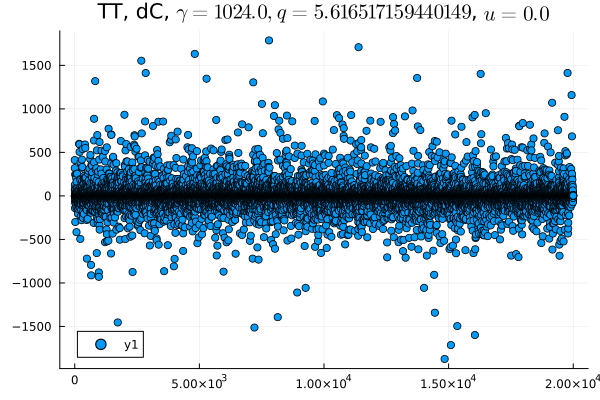 TT, dC, γ = 1024.0, q = 5.616517159440149, u = 0.0
1500
1000
500
0
−500
−1000
−1500
y1
0 5.00×10³ 1.00×10⁴ 1.50×10⁴ 2.00×10⁴